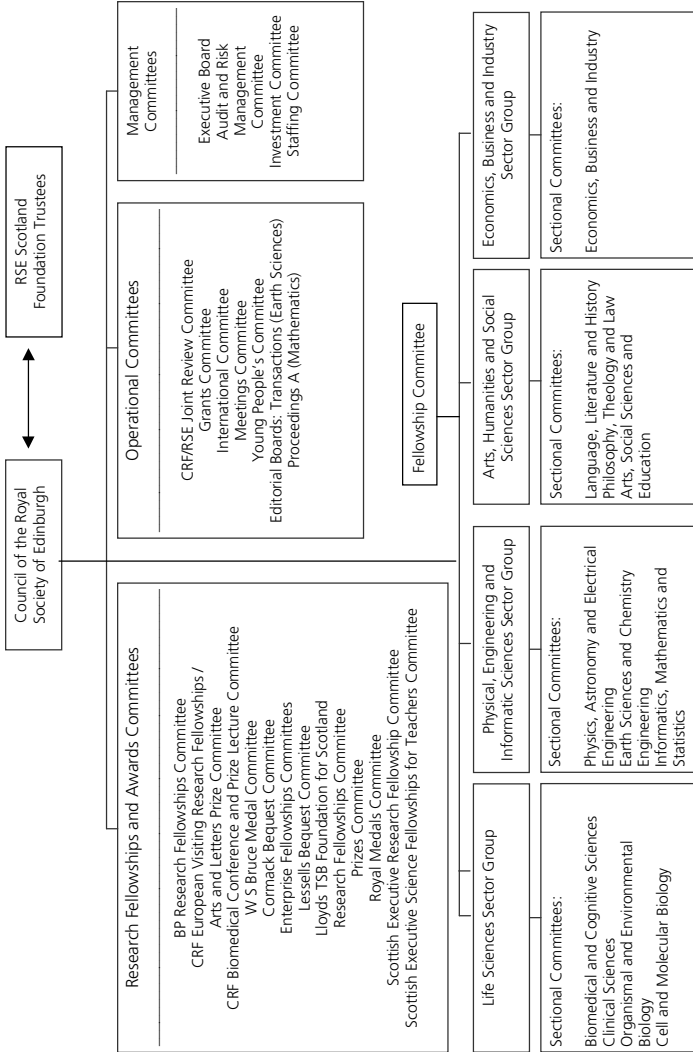 Council of the Royal
Society of Edinburgh
RSE Scotland
Foundation Trustees
Research Fellowships and Awards Committees
BP Research Fellowships Committee
CRF European Visiting Research Fellowships /
Arts and Letters Prize Committee
CRF Biomedical Conference and Prize Lecture Committee
W S Bruce Medal Committee
Cormack Bequest Committee
Enterprise Fellowships Committees
Lessells Bequest Committee
Lloyds TSB Foundation for Scotland
Research Fellowships Committee
Prizes Committee
Royal Medals Committee
Scottish Executive Research Fellowship Committee
Scottish Executive Science Fellowships for Teachers Committee
Operational Committees
CRF/RSE Joint Review Committee
Grants Committee
International Committee
Meetings Committee
Young People's Committee
Editorial Boards: Transactions (Earth Sciences)
Proceedings A (Mathematics)
Management
Committees
Executive Board
Audit and Risk
Management
Committee
Investment Committee
Staffing Committee
Fellowship Committee
Life Sciences Sector Group
Sectional Committees:
Biomedical and Cognitive Sciences
Clinical Sciences
Organismal and Environmental
Biology
Cell and Molecular Biology
Physical, Engineering and
Informatic Sciences Sector Group
Sectional Committees:
Physics, Astronomy and Electrical
Engineering
Earth Sciences and Chemistry
Engineering
Informatics, Mathematics and
Statistics
Arts, Humanities and Social
Sciences Sector Group
Sectional Committees:
Language, Literature and History
Philosophy, Theology and Law
Arts, Social Sciences and
Education
Economics, Business and Industry
Sector Group
Sectional Committees:
Economics, Business and Industry